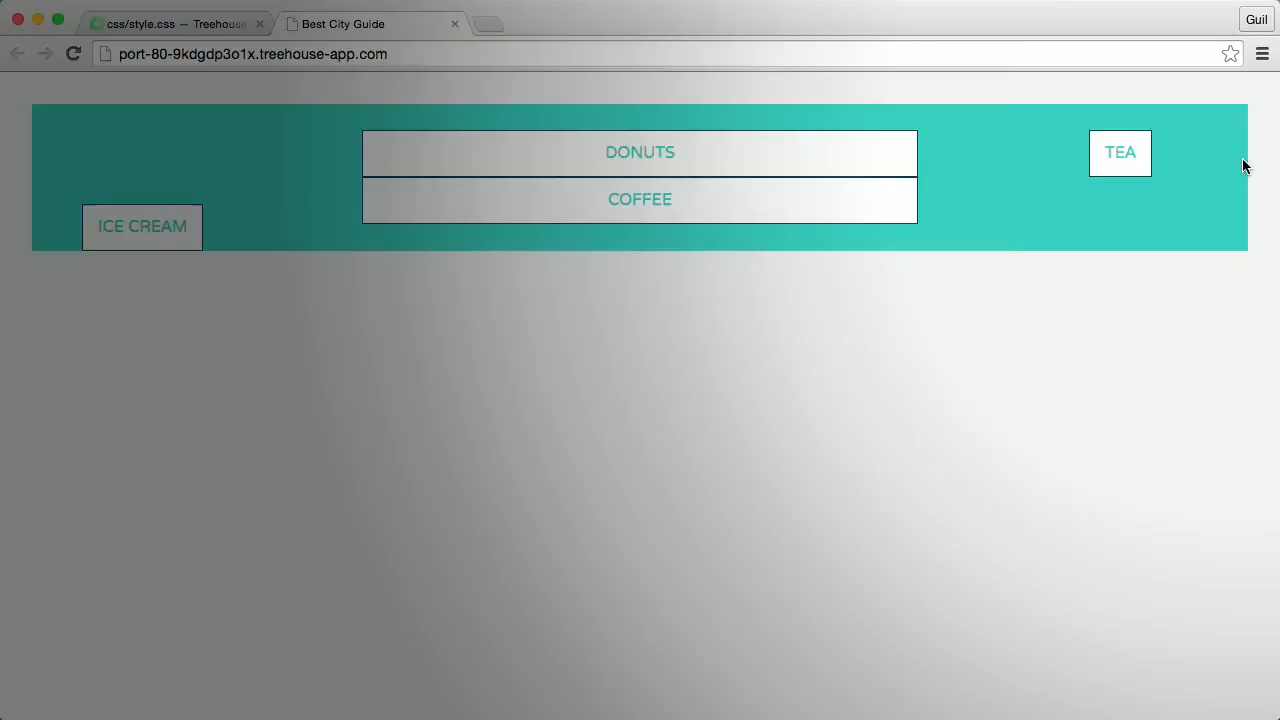 css/style.css — Treehouse
Best City Guide
Guil
port-80-9kdgdp3o1x.treehouse-app.com
DONUTS
TEA
COFFEE
ICE CREAM